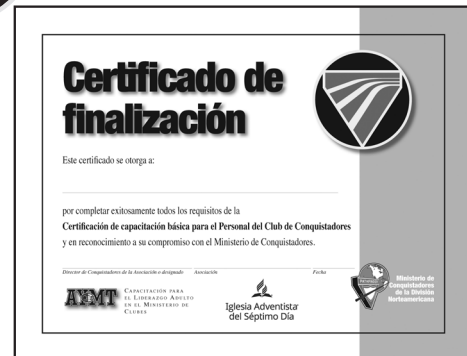 Certificado de
finalización
Este certificado se otorga a:
por completar exitosamente todos los requisitos de la
Certificación de capacitación básica para el Personal del Club de Conquistadores
y en reconocimiento a su compromiso con el Ministerio de Conquistadores.
Director de Conquistadores de la Asociación o designado Asociación Fecha
AYMT
Capacitación para
el Liderazgo Adulto
en el Ministerio de
Clubes
Iglesia Adventista
del Séptimo Día
Ministerio de
Conquistadores
de la División
Norteamericana